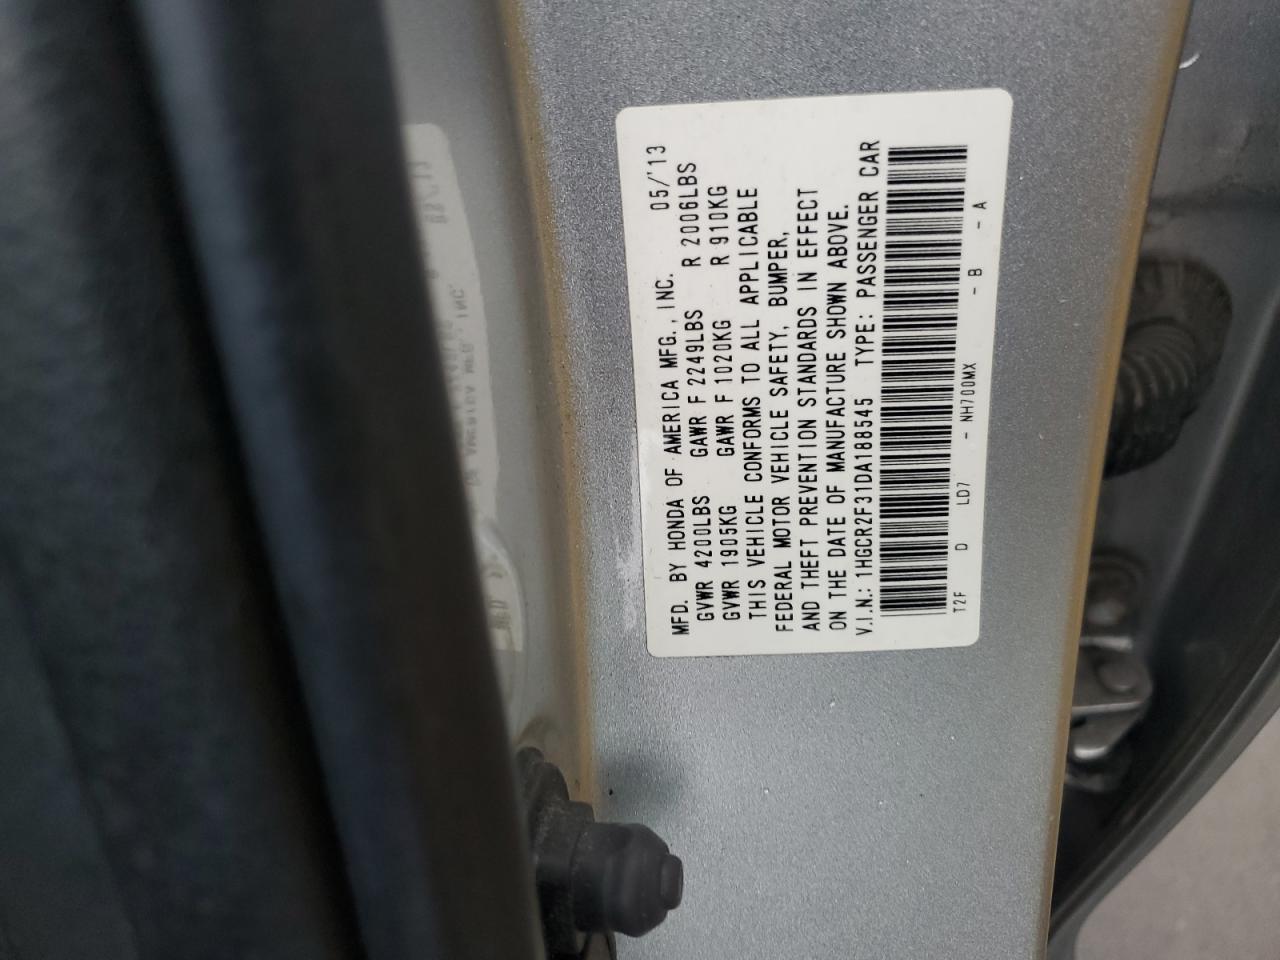 MFD. BY HONDA OF AMERICA MFG., INC. 05/'13
GVWR 4200LBS GAWR F 2249LBS R 2006LBS
GVWR 1905KG GAWR F 1020KG R 910KG
THIS VEHICLE CONFORMS TO ALL APPLICABLE
FEDERAL MOTOR VEHICLE SAFETY, BUMPER,
AND THEFT PREVENTION STANDARDS IN EFFECT
ON THE DATE OF MANUFACTURE SHOWN ABOVE.
V.I.N.: 1HGCR2F31DA188545 TYPE: PASSENGER CAR
T2F D LD7 - NH700MX - B - A